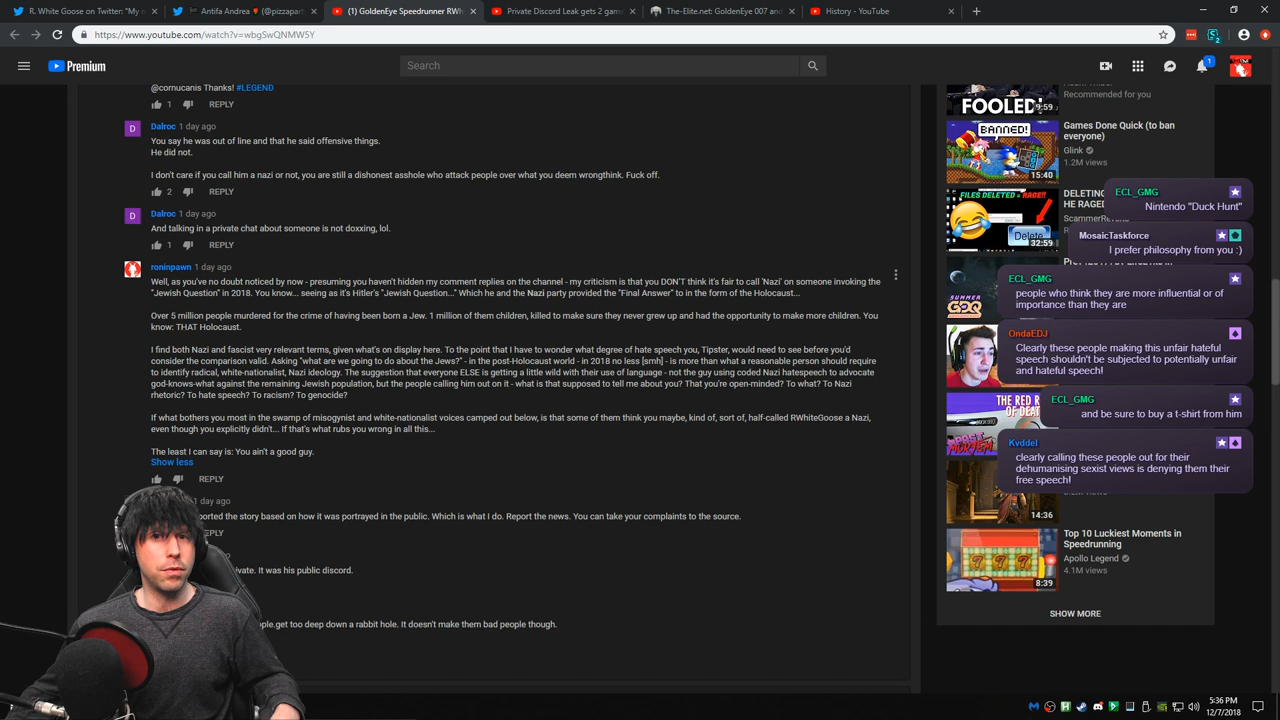 R. White Goose on Twitter: "My n
Antifa Andrea (@pizzaparty
(1) GoldenEye Speedrunner RWh
Private Discord Leak gets 2 game
The-Elite.net: GoldenEye 007 and
History - YouTube
https://www.youtube.com/watch?v=wbgSwQNMW5Y
Premium
Search
1
@cornucanis Thanks! #LEGEND
1 REPLY
D
Dalroc 1 day ago
You say he was out of line and that he said offensive things.
He did not.
I don't care if you call him a nazi or not, you are still a dishonest asshole who attack people over what you deem wrongthink. Fuck off.
2 REPLY
D
Dalroc 1 day ago
And talking in a private chat about someone is not doxxing, lol.
1 REPLY
roninpawn 1 day ago
Well, as you've no doubt noticed by now - presuming you haven't hidden my comment replies on the channel - my criticism is that you DON'T think it's fair to call 'Nazi' on someone invoking the
"Jewish Question" in 2018. You know... seeing as it's Hitler's "Jewish Question..." Which he and the Nazi party provided the "Final Answer" to in the form of the Holocaust...
Over 5 million people murdered for the crime of having been born a Jew. 1 million of them children, killed to make sure they never grew up and had the opportunity to make more children. You
know: THAT Holocaust.
I find both Nazi and fascist very relevant terms, given what's on display here. To the point that I have to wonder what degree of hate speech you, Tipster, would need to see before you'd
consider the comparison valid. Asking "what are we going to do about the Jews?" - in the post-Holocaust world - in 2018 no less [smh] - is more than what a reasonable person should require
to identify radical, white-nationalist, Nazi ideology. The suggestion that everyone ELSE is getting a little wild with their use of language - not the guy using coded Nazi hatespeech to advocate
god-knows-what against the remaining Jewish population, but the people calling him out on it - what is that supposed to tell me about you? That you're open-minded? To what? To Nazi
rhetoric? To hate speech? To racism? To genocide?
If what bothers you most in the swamp of misogynist and white-nationalist voices camped out below, is that some of them think you maybe, kind of, sort of, half-called RWhiteGoose a Nazi,
even though you explicitly didn't... If that's what rubs you wrong in all this...
The least I can say is: You ain't a good guy.
Show less
REPLY
1 day ago
ported the story based on how it was portrayed in the public. Which is what I do. Report the news. You can take your complaints to the source.
REPLY
ivate. It was his public discord.
ople.get too deep down a rabbit hole. It doesn't make them bad people though.
FOOLED!
9:59
Recommended for you
BANNED!
15:40
Games Done Quick (to ban
everyone)
Glink
1.2M views
FILES DELETED = RAGE!!
Delete
32:59
DELETING
HE RAGED
ScammerRev
SUMMER
GDQ
THE RED R
OF DEA
POST
MORTEM
14:36
8:39
Top 10 Luckiest Moments in
Speedrunning
Apollo Legend
4.1M views
SHOW MORE
ECL_GMG
Nintendo "Duck Hunt"
MosaicTaskforce
I prefer philosophy from you :)
ECL_GMG
people who think they are more influential or of
importance than they are
OndaEDJ
Clearly these people making this unfair hateful
speech shouldn't be subjected to potentially unfair
and hateful speech!
ECL_GMG
and be sure to buy a t-shirt from him
Kvddel
clearly calling these people out for their
dehumanising sexist views is denying them their
free speech!
5:36 PM
12/7/2018